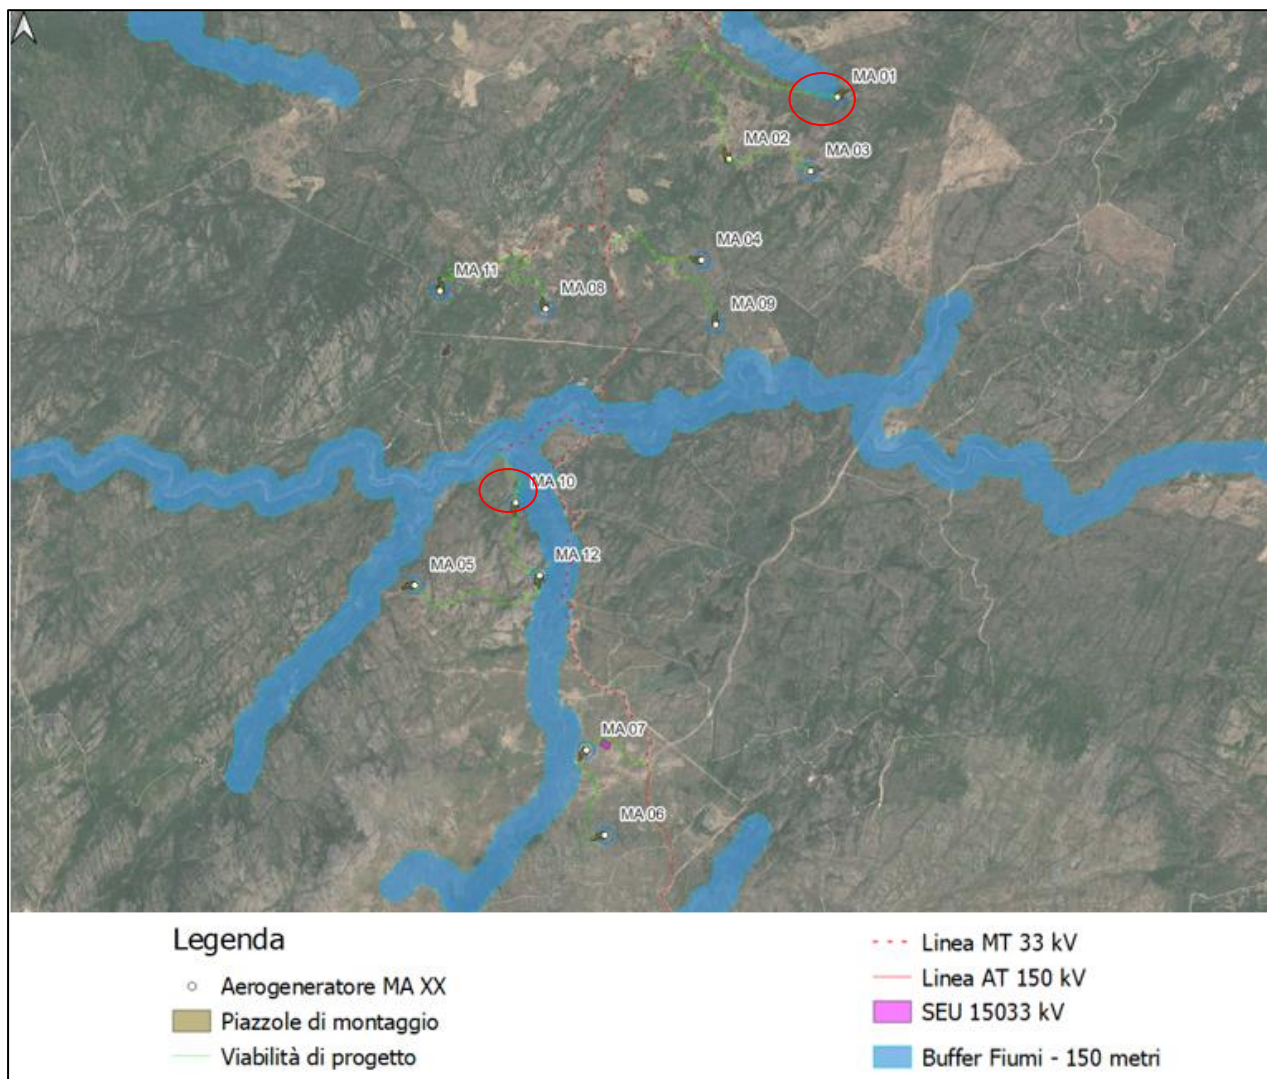 MA 01
MA 02
MA 03
MA 04
MA 11
MA 08
MA 09
MA 10
MA 12
MA 05
MA 07
MA 06
Legenda
Aerogeneratore MA XX
Piazzole di montaggio
Viabilità di progetto
Linea MT 33 kV
Linea AT 150 kV
SEU 15033 kV
Buffer Fiumi - 150 metri